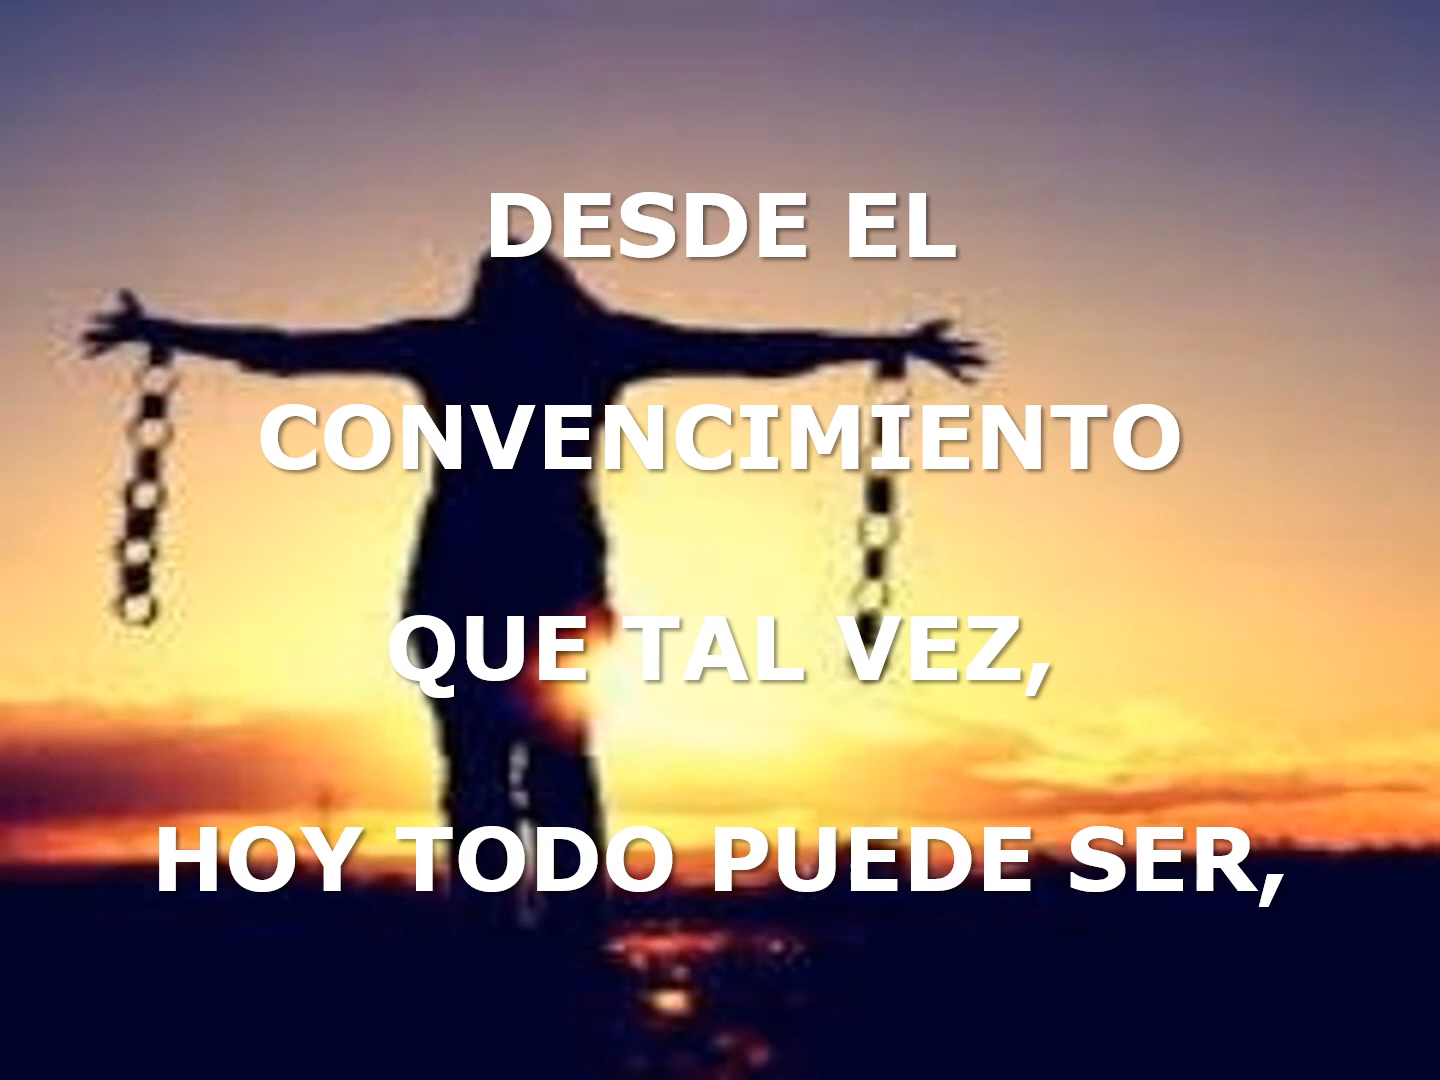 DESDE EL
CONVENCIMIENTO
QUE TAL VEZ,
HOY TODO PUEDE SER,